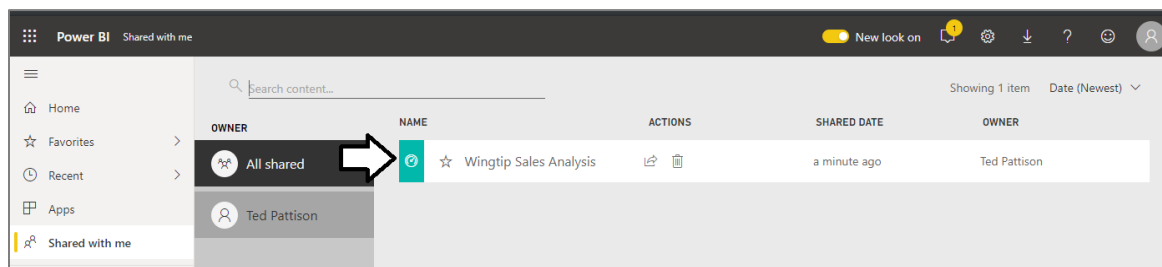 Power BI Shared with me New look on 1
Search content...
Showing 1 item Date (Newest)
Home
Favorites
Recent
Apps
Shared with me
OWNER
All shared
Ted Pattison
NAME ACTIONS SHARED DATE OWNER
Wingtip Sales Analysis a minute ago Ted Pattison